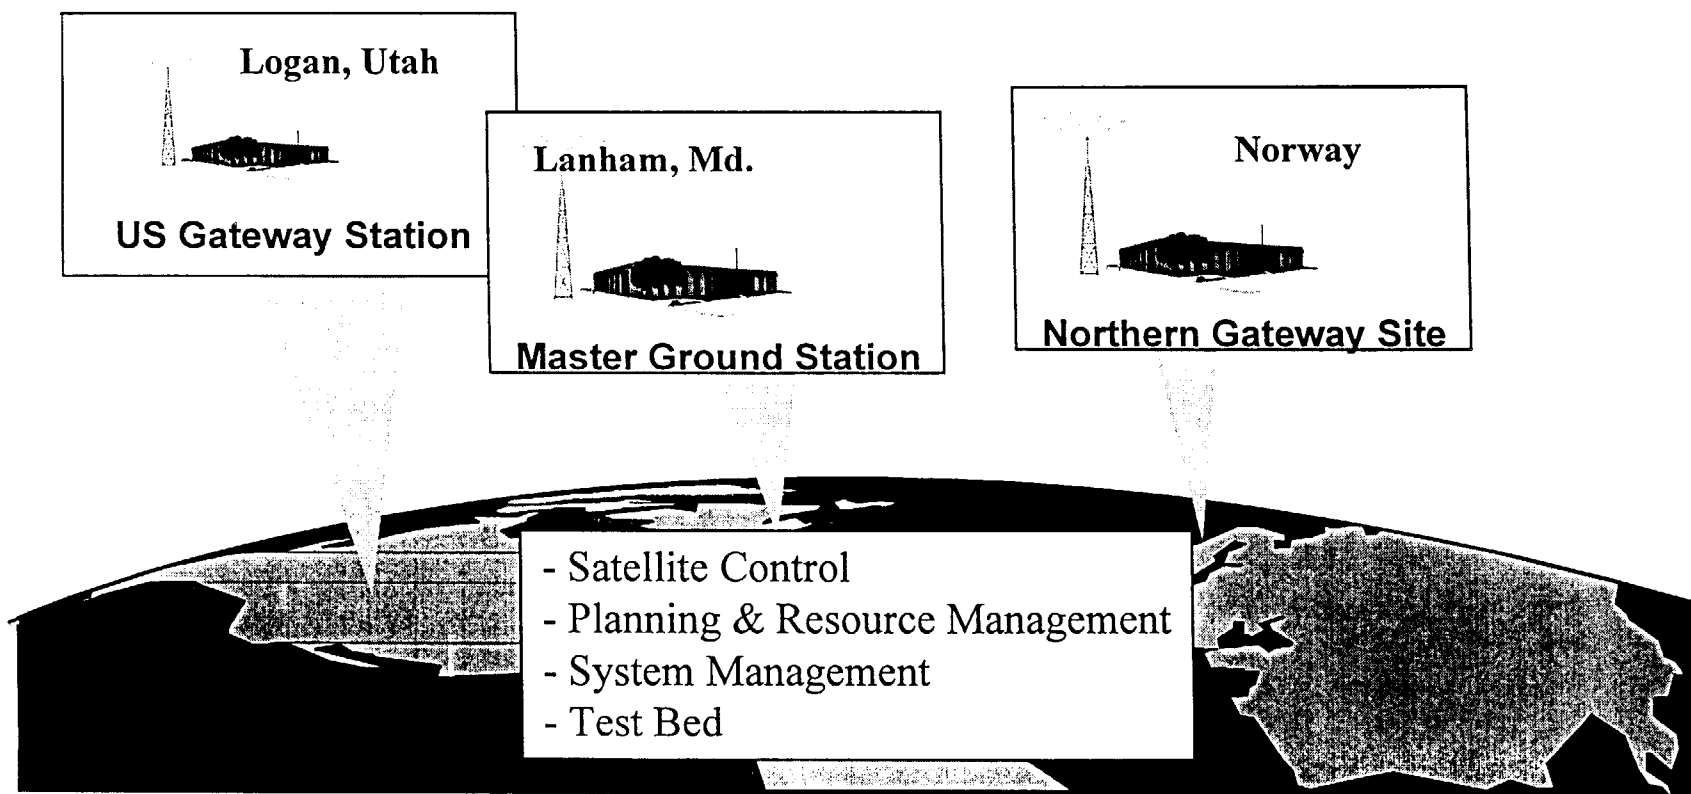 Logan, Utah
US Gateway Station
Lanham, Md.
Master Ground Station
Norway
Northern Gateway Site
- Satellite Control
- Planning & Resource Management
- System Management
- Test Bed